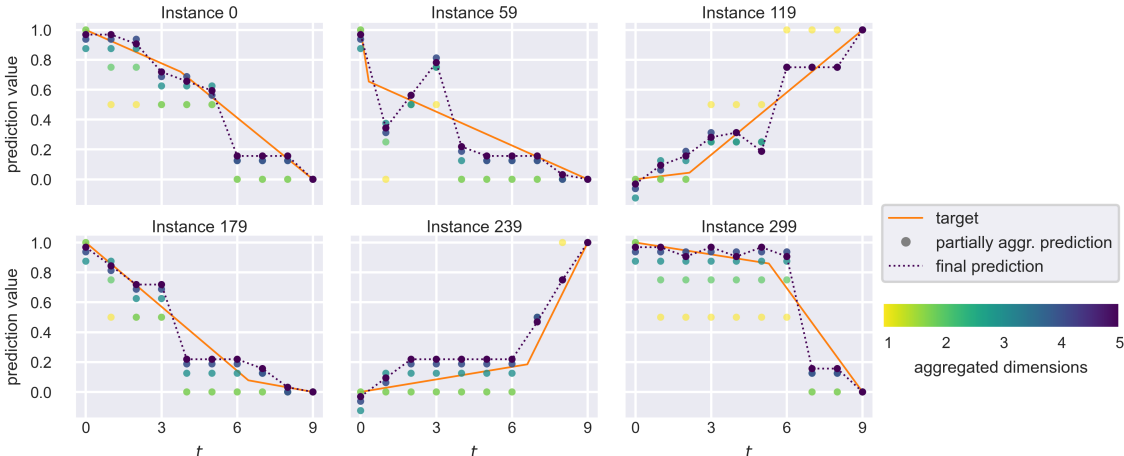 Instance 0 Instance 59 Instance 119
prediction value
1.0
0.8
0.6
0.4
0.2
0.0
Instance 179 Instance 239 Instance 299
prediction value
1.0
0.8
0.6
0.4
0.2
0.0
0 3 6 9 0 3 6 9 0 3 6 9
t t t
target
partially aggr. prediction
final prediction
1 2 3 4 5
aggregated dimensions